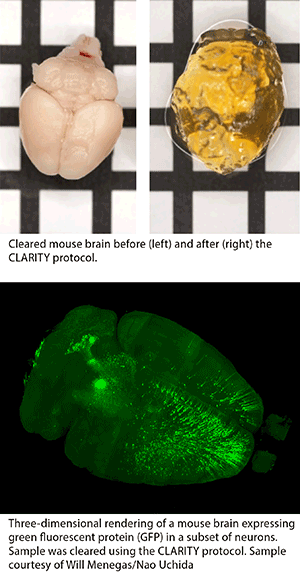 Cleared mouse brain before (left) and after (right) the
CLARITY protocol.
Three-dimensional rendering of a mouse brain expressing
green fluorescent protein (GFP) in a subset of neurons.
Sample was cleared using the CLARITY protocol. Sample
courtesy of Will Menegas/Nao Uchida